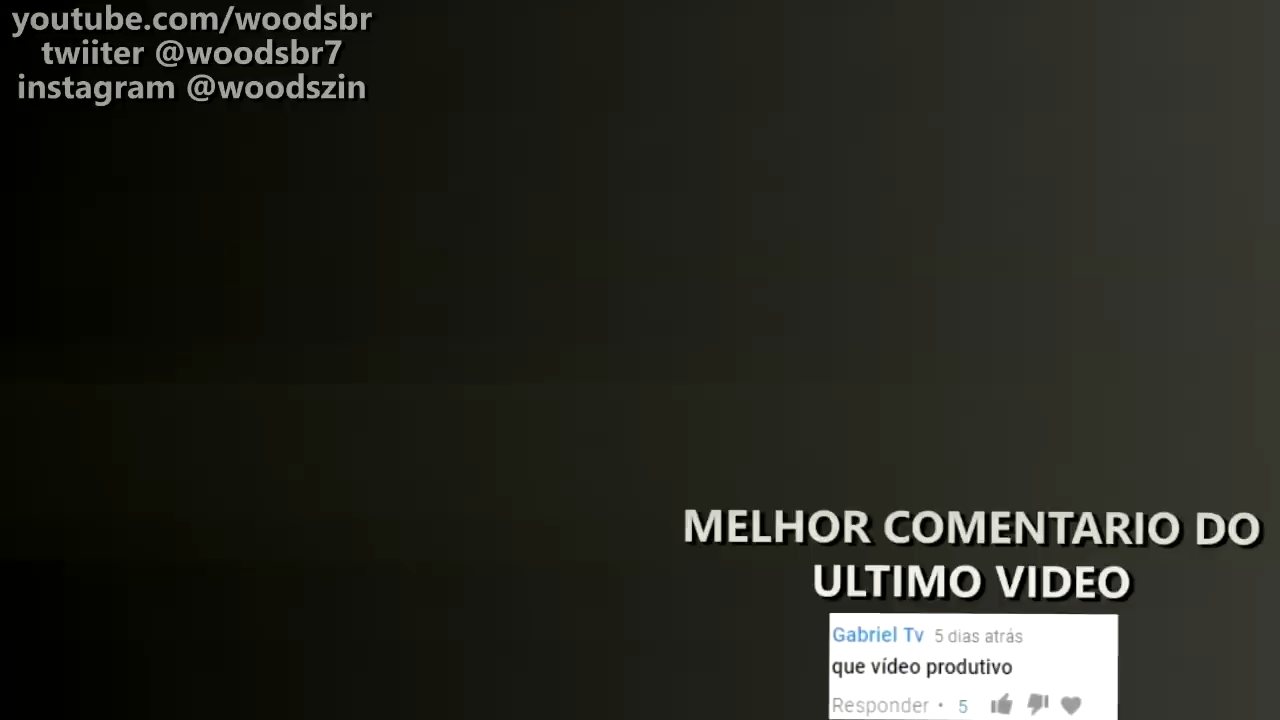 youtube.com/woodsbr
twiiter @woodsbr7
instagram @woodszin
MELHOR COMENTARIO DO
ULTIMO VIDEO
Gabriel Tv 5 dias atrás
que vídeo produtivo
Responder • 5